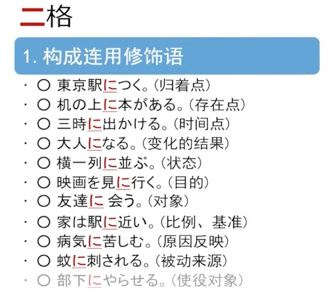 二格
1. 构成连用修饰语
· 〇 東京駅につく。(归着点)
· 〇 机の上に本がある。(存在点)
· 〇 三時に出かける。(时间点)
· 〇 大人になる。(变化的结果)
· 〇 横一列に並ぶ。(状态)
· 〇 映画を見に行く。(目的)
· 〇 友達に 会う。(对象)
· 〇 家は駅に近い。(比例、基准)
· 〇 病気に苦しむ。(原因反映)
· 〇 蚊に刺される。(被动来源)
· 〇 部下にやらせる。(使役对象)